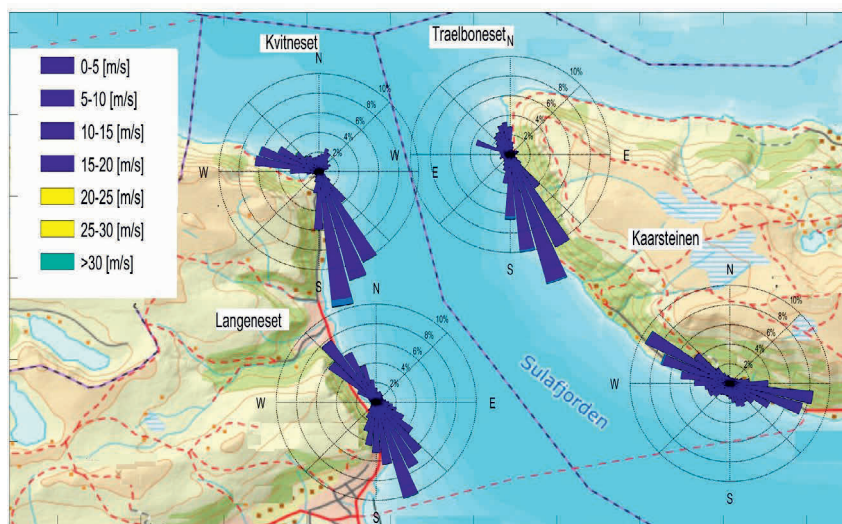 Kvitneset
Traelboneset
N
N
0-5 [m/s]
5-10 [m/s]
10-15 [m/s]
15-20 [m/s]
20-25 [m/s]
25-30 [m/s]
>30 [m/s]
10%
8%
6%
4%
2%
W
E
S
10%
8%
6%
4%
2%
W
E
S
Kaarsteinen
N
10%
8%
6%
4%
2%
W
S
Langeneset
N
10%
8%
6%
4%
2%
W
E
S
Sulafjorden